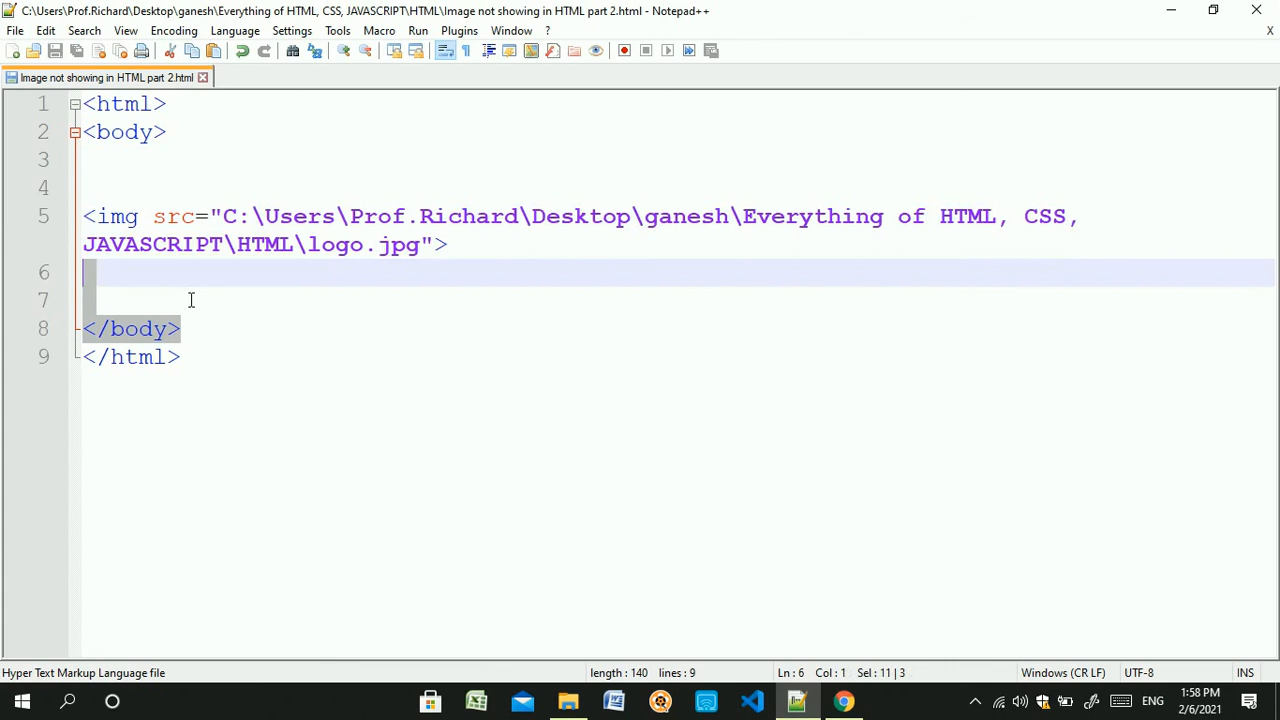 C:\Users\Prof.Richard\Desktop\ganesh\Everything of HTML, CSS, JAVASCRIPT\HTML\Image not showing in HTML part 2.html - Notepad++
File Edit Search View Encoding Language Settings Tools Macro Run Plugins Window ? X
Image not showing in HTML part 2.html
1 <html>
2 <body>
3
4
5 <img src="C:\Users\Prof.Richard\Desktop\ganesh\Everything of HTML, CSS,
JAVASCRIPT\HTML\logo.jpg">
6
7
8 </body>
9 </html>
Hyper Text Markup Language file length : 140 lines : 9 Ln : 6 Col : 1 Sel : 11 | 3 Windows (CR LF) UTF-8 INS
ENG 1:58 PM
2/6/2021